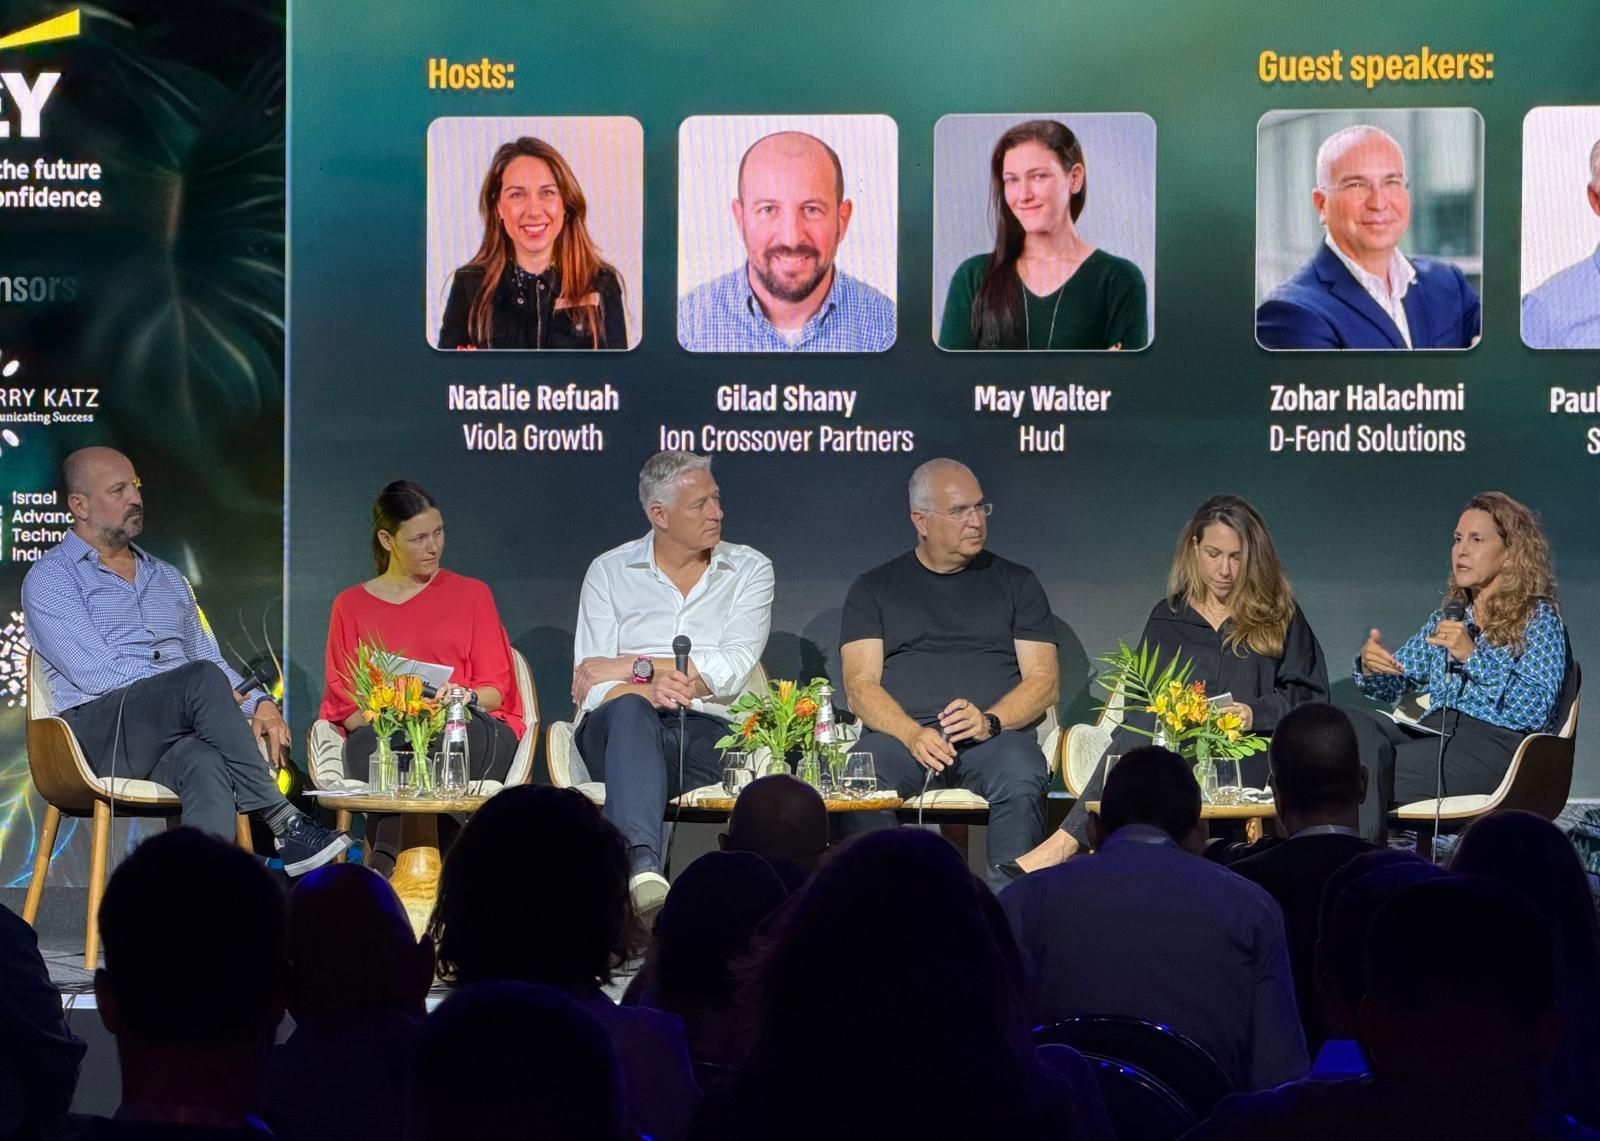 EY
the future
onfidence
nsors
RRY KATZ
unicating Success
Israel
Advanc
Techn
Indu
Hosts:
Natalie Refuah
Viola Growth
Gilad Shany
Ion Crossover Partners
May Walter
Hud
Guest speakers:
Zohar Halachmi
D-Fend Solutions
Paul
S